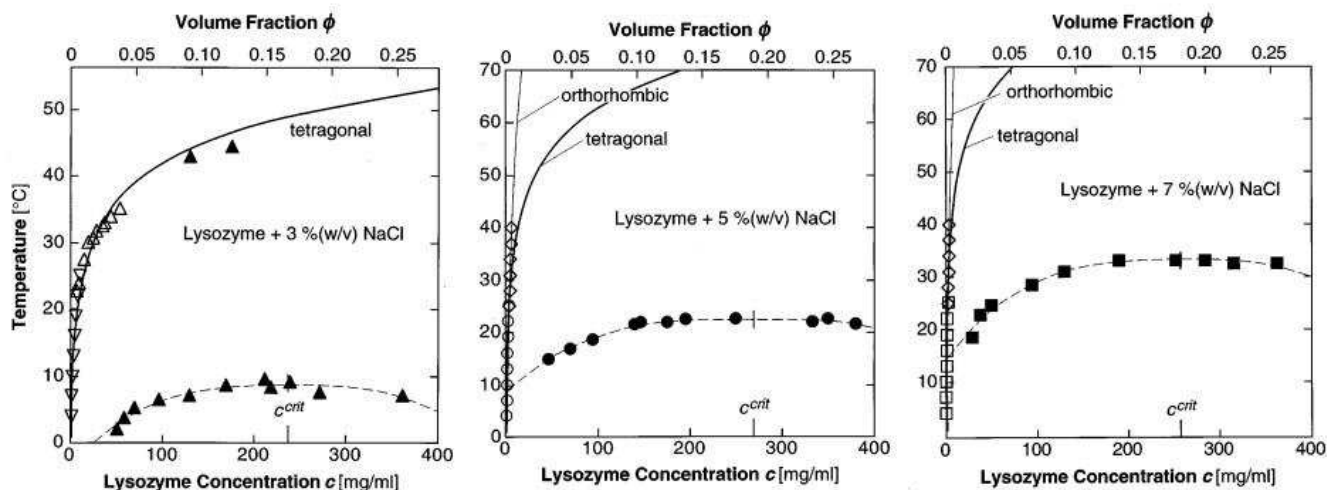 Volume Fraction ϕ
0 0.05 0.10 0.15 0.20 0.25
50
40
30
20
10
0
Temperature [°C]
tetragonal
Lysozyme + 3 %(w/v) NaCl
c^crit
0 100 200 300 400
Lysozyme Concentration c [mg/ml]
Volume Fraction ϕ
0 0.05 0.10 0.15 0.20 0.25
70
60
50
40
30
20
10
0
orthorhombic
tetragonal
Lysozyme + 5 %(w/v) NaCl
c^crit
0 100 200 300 400
Lysozyme Concentration c [mg/ml]
Volume Fraction ϕ
0 0.05 0.10 0.15 0.20 0.25
70
60
50
40
30
20
10
orthorhombic
tetragonal
Lysozyme + 7 %(w/v) NaCl
c^crit
0 100 200 300 400
Lysozyme Concentration c [mg/ml]